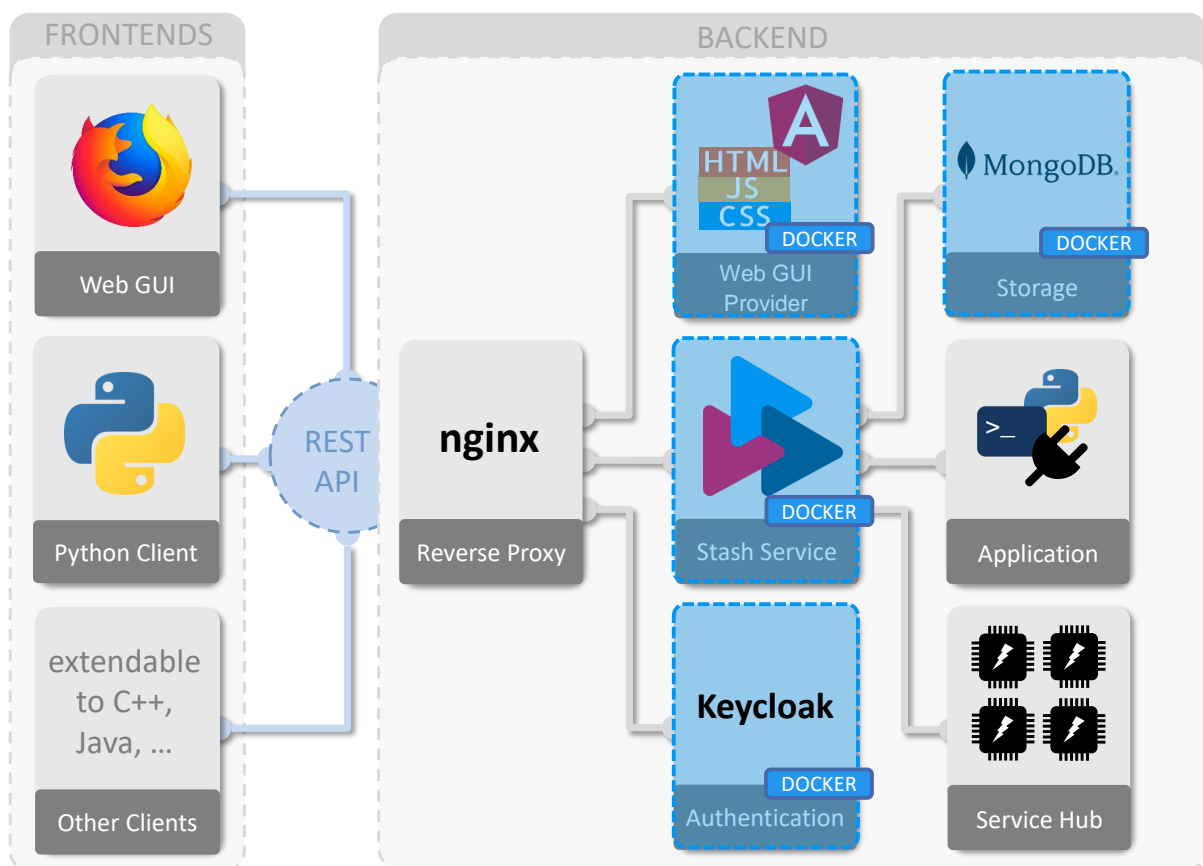 FRONTENDS
Web GUI
Python Client
extendable
to C++,
Java, ...
Other Clients
REST
API
BACKEND
nginx
Reverse Proxy
A
HTML
JS
CSS
DOCKER
Web GUI
Provider
DOCKER
Stash Service
Keycloak
DOCKER
Authentication
MongoDB.
DOCKER
Storage
>_
Application
Service Hub